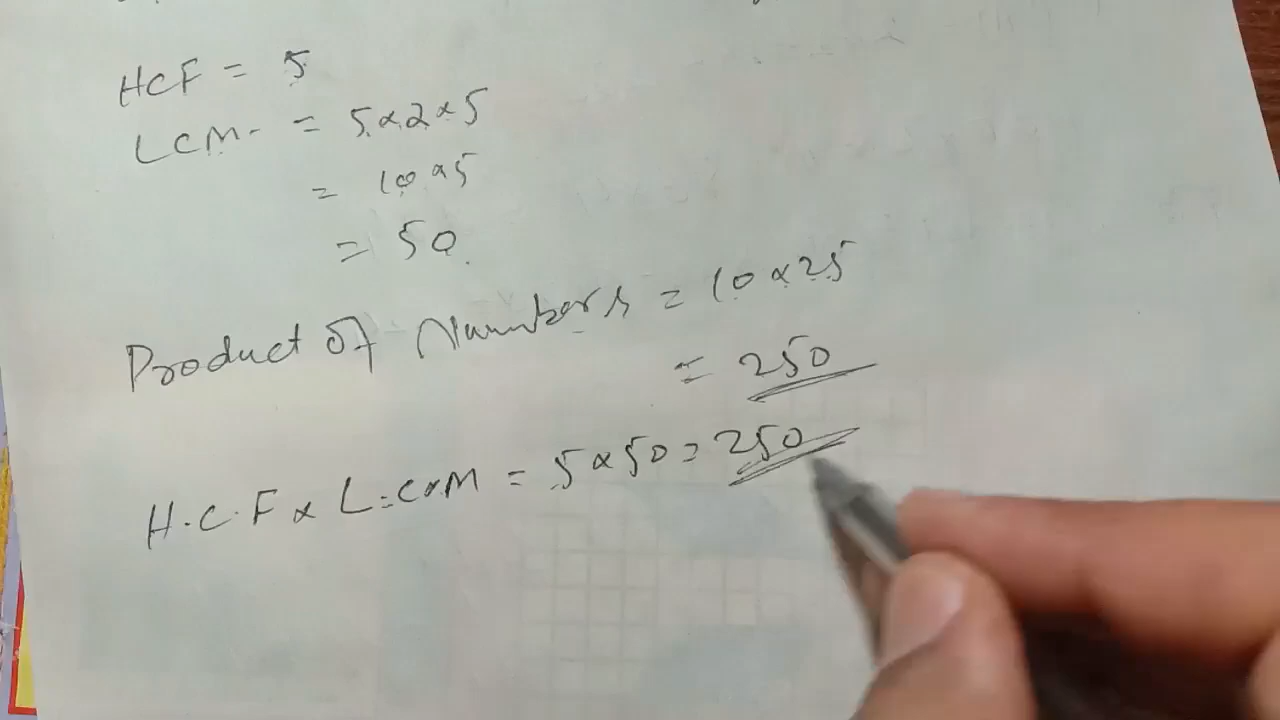 HCF = 5
LCM = 5×2×5
= 10×5
= 50.
Product of Numbers = 10×25
= 250
H.C.F × L.C.M = 5×50 = 250